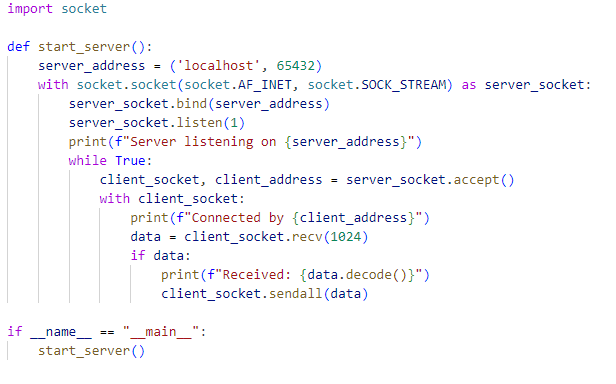 import socket

def start_server():
    server_address = ('localhost', 65432)
    with socket.socket(socket.AF_INET, socket.SOCK_STREAM) as server_socket:
        server_socket.bind(server_address)
        server_socket.listen(1)
        print(f"Server listening on {server_address}")
        while True:
            client_socket, client_address = server_socket.accept()
            with client_socket:
                print(f"Connected by {client_address}")
                data = client_socket.recv(1024)
                if data:
                    print(f"Received: {data.decode()}")
                    client_socket.sendall(data)

if __name__ == "__main__":
    start_server()